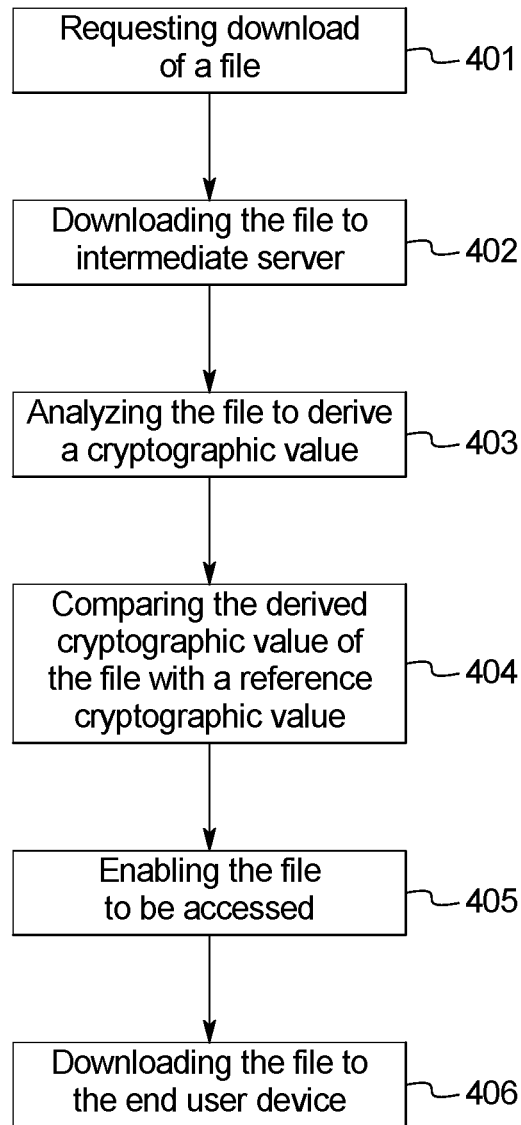 Requesting download
of a file
401
Downloading the file to
intermediate server
402
Analyzing the file to derive
a cryptographic value
403
Comparing the derived
cryptographic value of
the file with a reference
cryptographic value
404
Enabling the file
to be accessed
405
Downloading the file to
the end user device
406